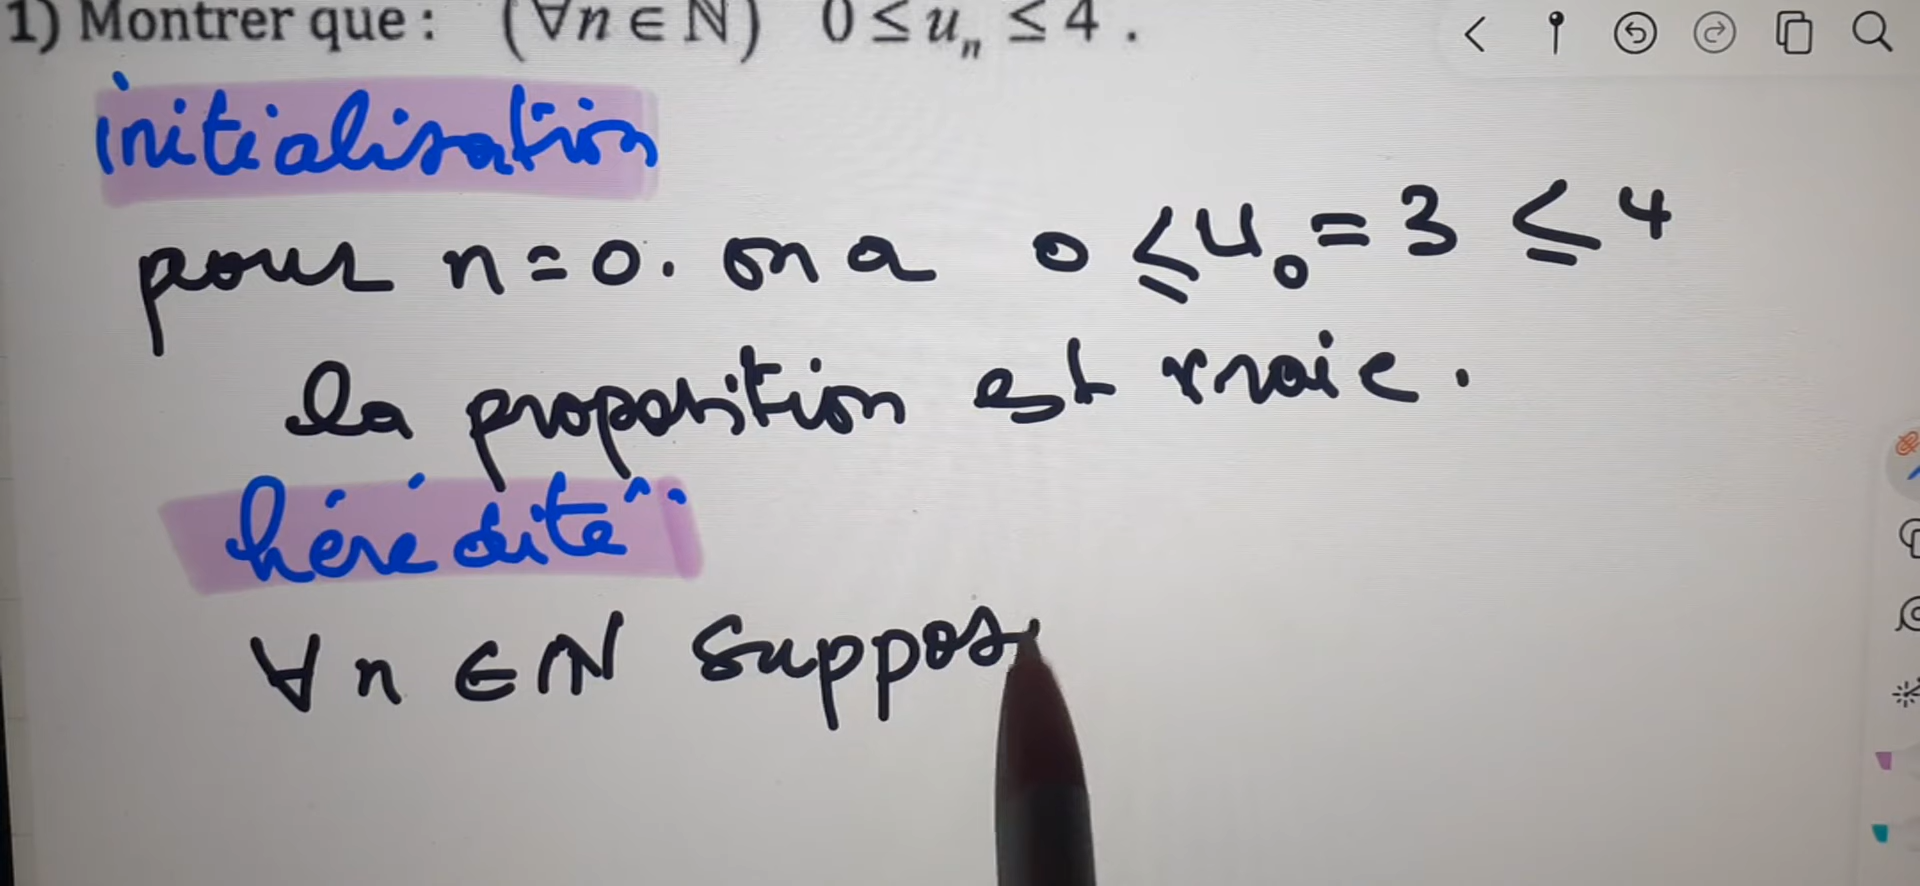 1) Montrer que : (∀n ∈ ℕ) 0 ≤ uₙ ≤ 4 .
initialisation
pour n=0. on a 0 ≤ u₀ = 3 ≤ 4
la proposition est vraie.
hérédité
∀ n ∈ ℕ suppos